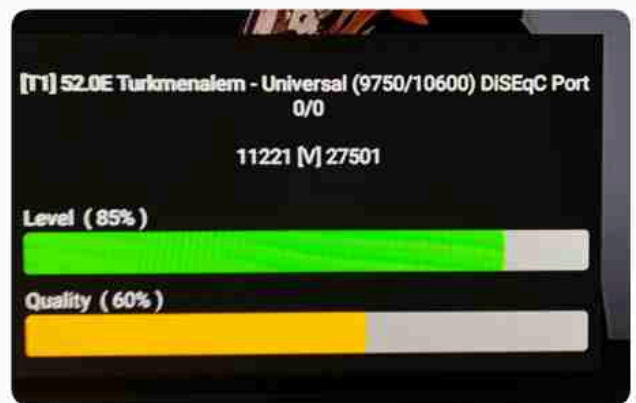 [T1] 52.0E Turkmenalem - Universal (9750/10600) DiSEqC Port
0/0
11221 [V] 27501
Level ( 85% )
Quality ( 60% )